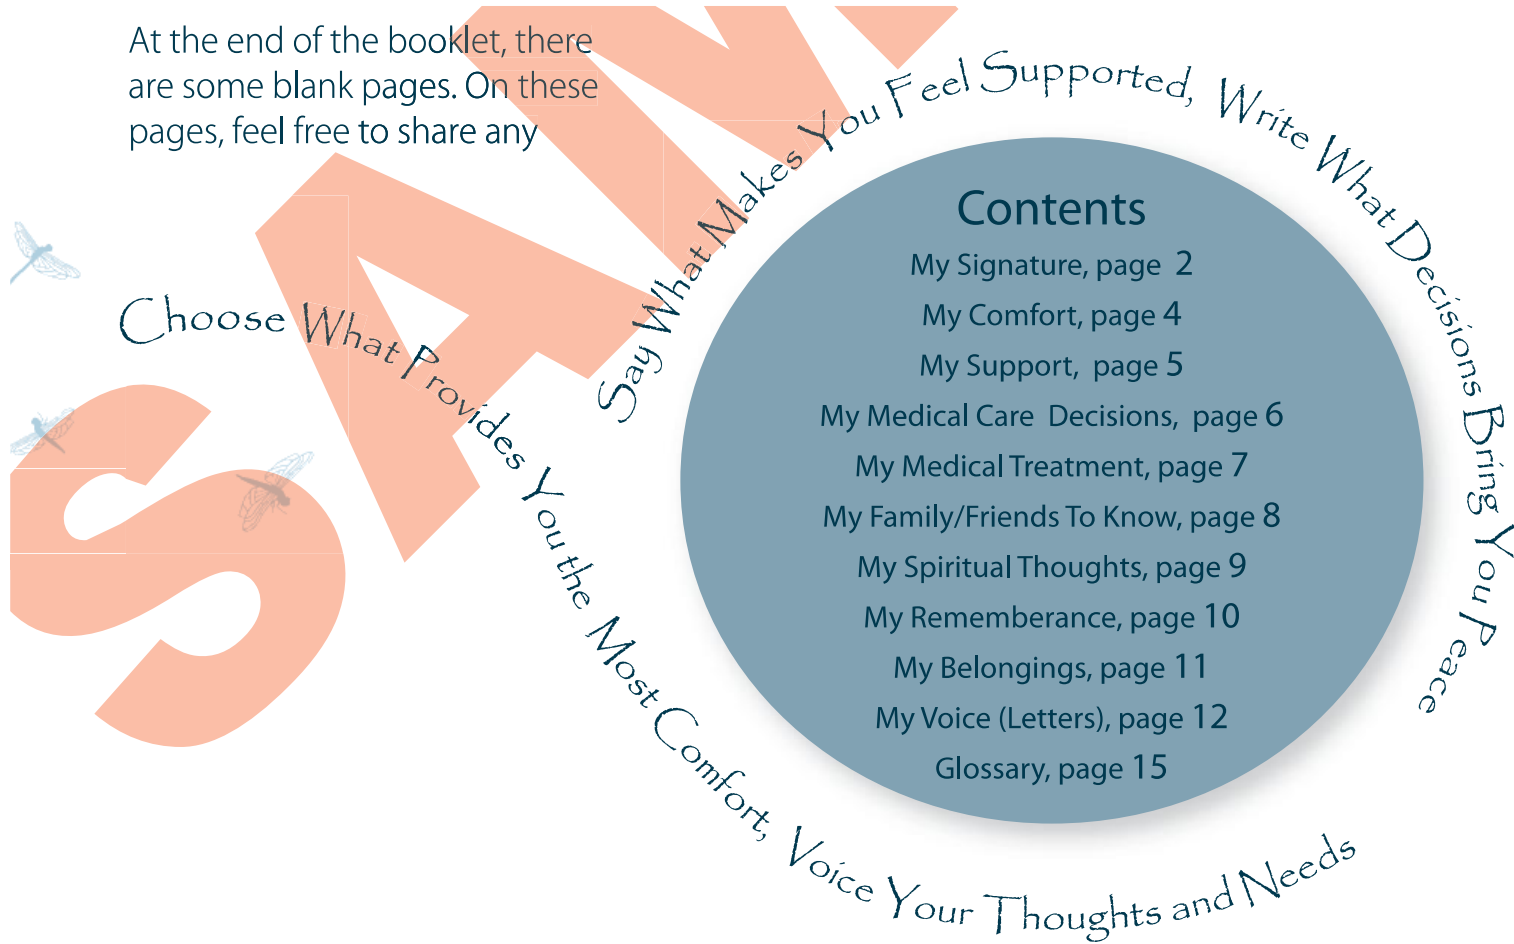 At the end of the booklet, there
are some blank pages. On these
pages, feel free to share any
Choose What Provides You the Most Comfort, Voice Your Thoughts and Needs
Say What Makes You Feel Supported, Write What Decisions Bring You Peace
Contents
My Signature, page 2
My Comfort, page 4
My Support, page 5
My Medical Care Decisions, page 6
My Medical Treatment, page 7
My Family/Friends To Know, page 8
My Spiritual Thoughts, page 9
My Rememberance, page 10
My Belongings, page 11
My Voice (Letters), page 12
Glossary, page 15